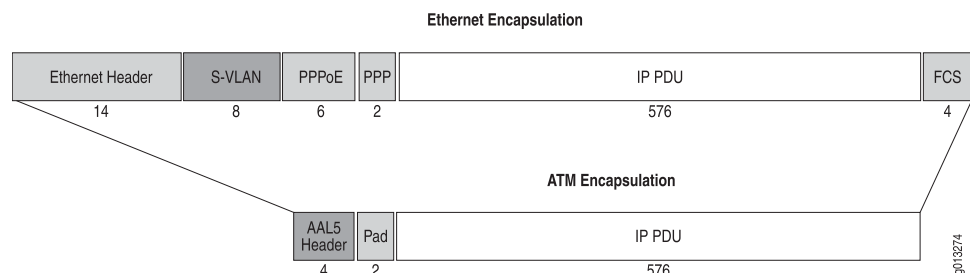 Ethernet Encapsulation
Ethernet Header S-VLAN PPPoE PPP IP PDU FCS
14 8 6 2 576 4
ATM Encapsulation
AAL5 Header Pad IP PDU
4 2 576
g013274